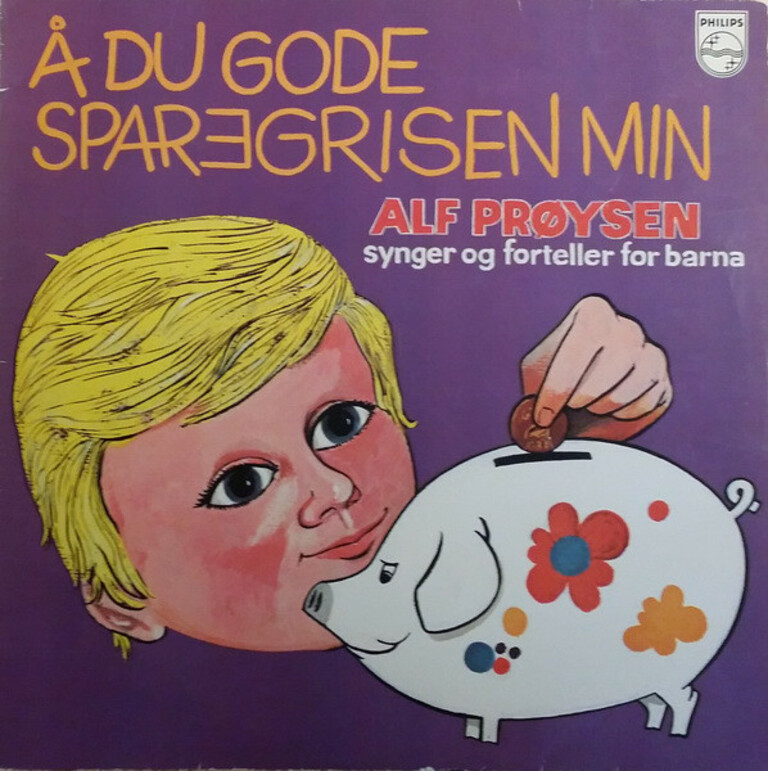 PHILIPS
Å DU GODE
SPAREGRISEN MIN
ALF PRØYSEN
synger og forteller for barna